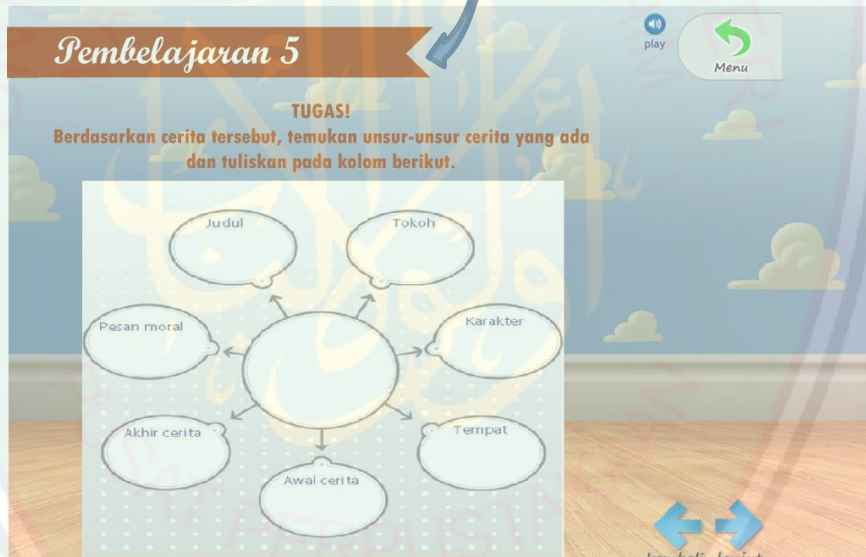 Pembelajaran 5
play
Menu
TUGAS!
Berdasarkan cerita tersebut, temukan unsur-unsur cerita yang ada
dan tuliskan pada kolom berikut.
Judul
Tokoh
Pesan moral
Karakter
Akhir cerita
Tempat
Awal cerita